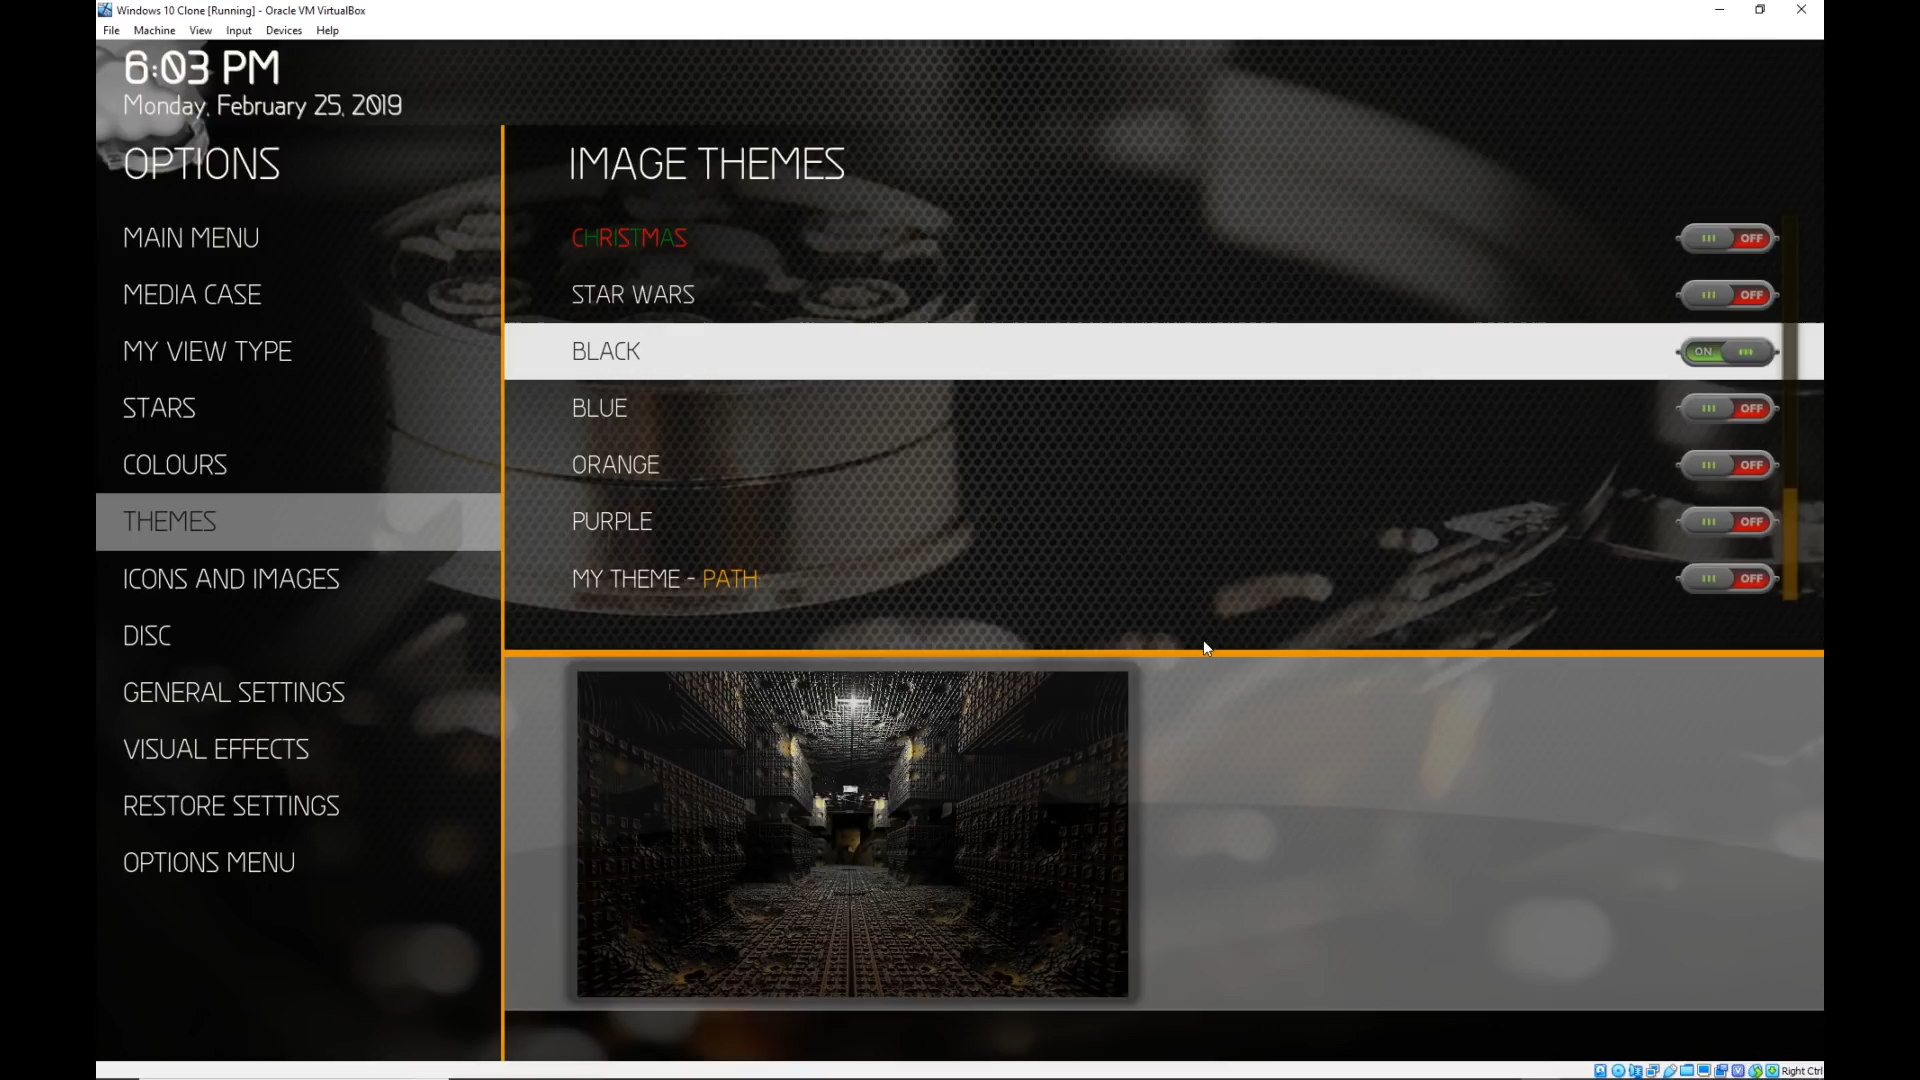 Windows 10 Clone [Running] - Oracle VM VirtualBox
File Machine View Input Devices Help
6:03 PM
Monday, February 25, 2019
OPTIONS
MAIN MENU
MEDIA CASE
MY VIEW TYPE
STARS
COLOURS
THEMES
ICONS AND IMAGES
DISC
GENERAL SETTINGS
VISUAL EFFECTS
RESTORE SETTINGS
OPTIONS MENU
IMAGE THEMES
CHRISTMAS OFF
STAR WARS OFF
BLACK ON
BLUE OFF
ORANGE OFF
PURPLE OFF
MY THEME - PATH OFF
Right Ctrl